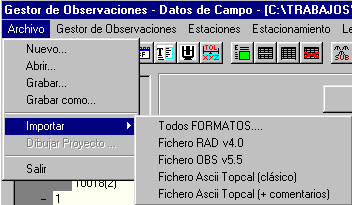 Gestor de Observaciones - Datos de Campo - [C:\TRABAJOS\
Archivo Gestor de Observaciones Estaciones Estacionamiento Le
Nuevo...
Abrir...
Grabar...
Grabar como...
Importar
Dibujar Proyecto ...
Salir
Todos FORMATOS....
Fichero RAD v4.0
Fichero OBS v5.5
Fichero Ascii Topcal (clásico)
Fichero Ascii Topcal (+ comentarios)
TOL
SUB
10018(2)
1